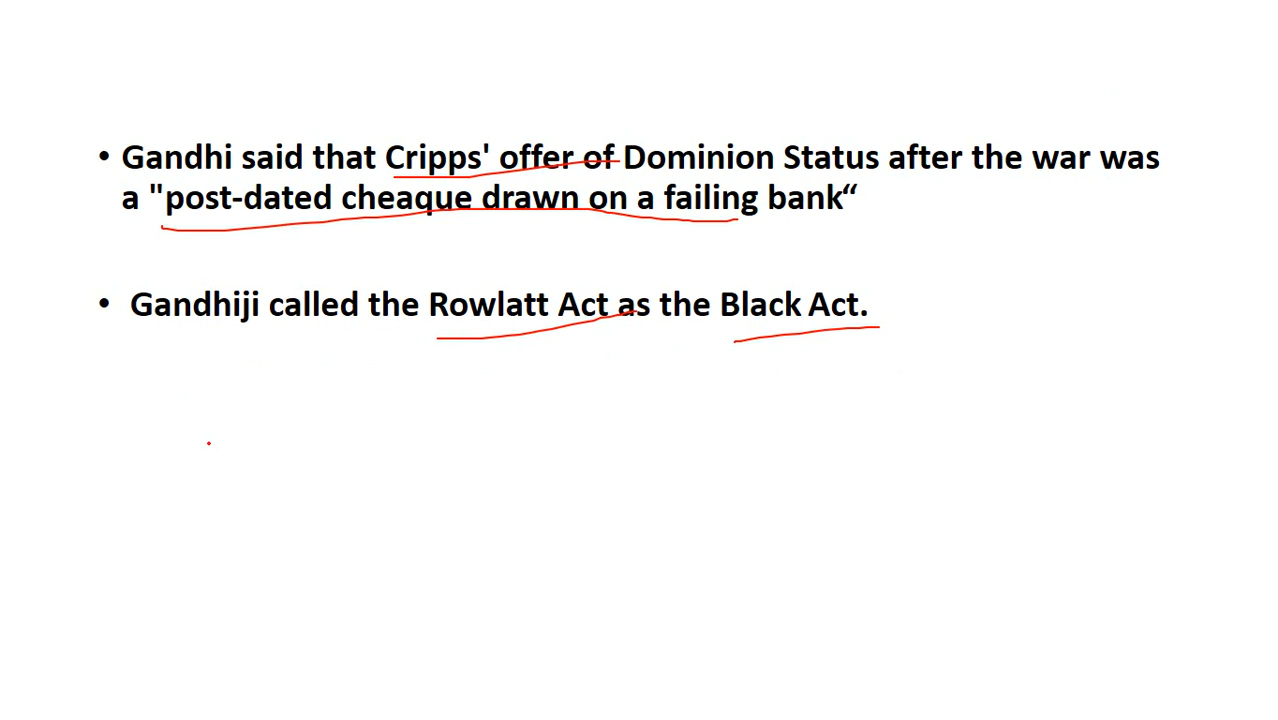 • Gandhi said that Cripps' offer of Dominion Status after the war was
a "post-dated cheaque drawn on a failing bank“
• Gandhiji called the Rowlatt Act as the Black Act.